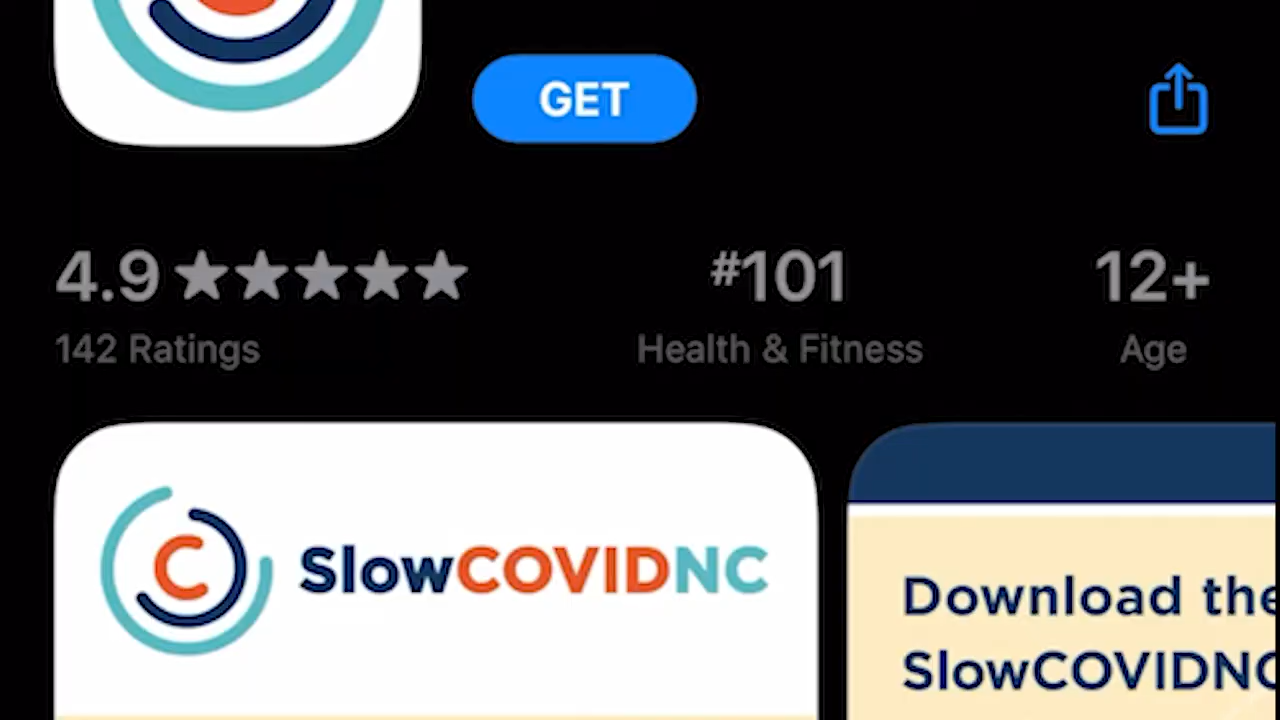 GET
4.9
#101
12+
142 Ratings
Health & Fitness
Age
SlowCOVIDNC
Download the
SlowCOVIDNC